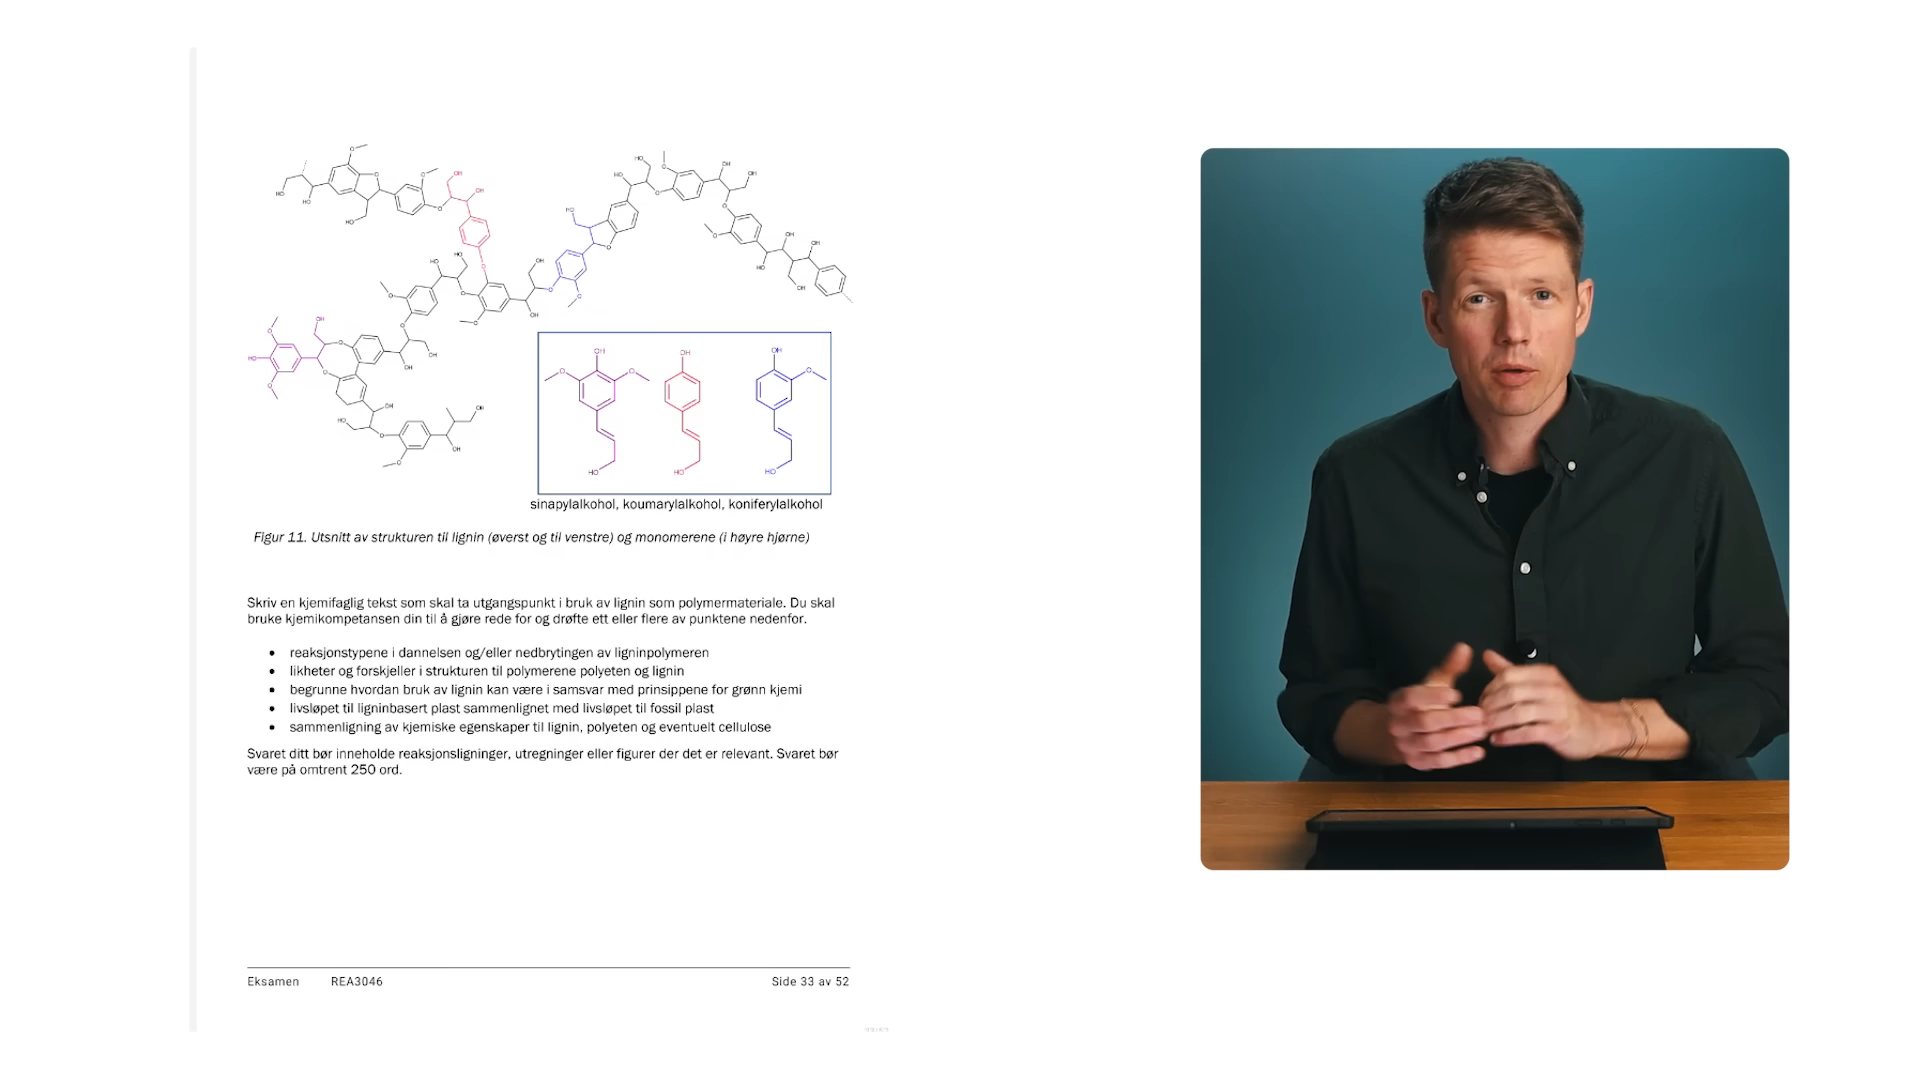 sinapylalkohol, koumarylalkohol, koniferylalkohol
Figur 11. Utsnitt av strukturen til lignin (øverst og til venstre) og monomerene (i høyre hjørne)
Skriv en kjemifaglig tekst som skal ta utgangspunkt i bruk av lignin som polymermateriale. Du skal
bruke kjemikompetansen din til å gjøre rede for og drøfte ett eller flere av punktene nedenfor.
• reaksjonstypene i dannelsen og/eller nedbrytingen av ligninpolymeren
• likheter og forskjeller i strukturen til polymerene polyeten og lignin
• begrunne hvordan bruk av lignin kan være i samsvar med prinsippene for grønn kjemi
• livsløpet til ligninbasert plast sammenlignet med livsløpet til fossil plast
• sammenligning av kjemiske egenskaper til lignin, polyeten og eventuelt cellulose
Svaret ditt bør inneholde reaksjonsligninger, utregninger eller figurer der det er relevant. Svaret bør
være på omtrent 250 ord.
Eksamen REA3046 Side 33 av 52